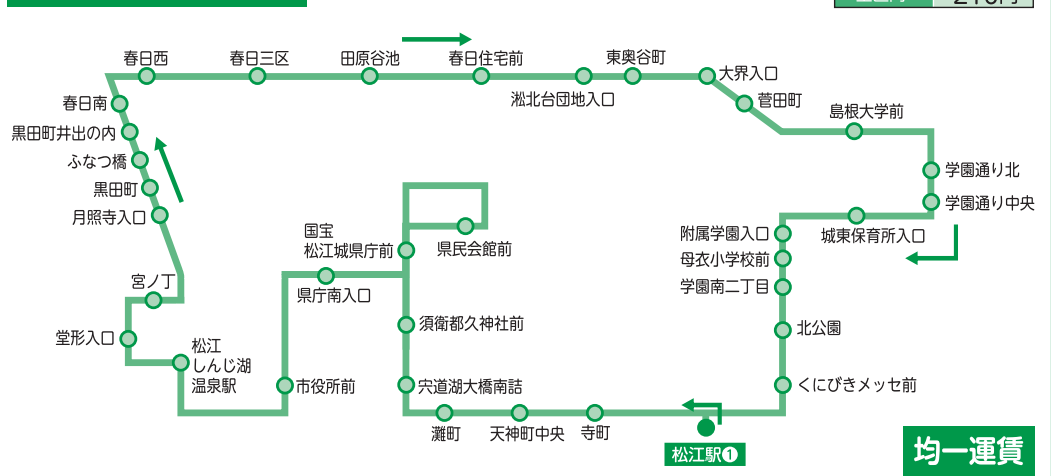 春日西
春日三区
田原谷池
春日住宅前
東奥谷町
大界入口
淞北台団地入口
菅田町
島根大学前
春日南
黒田町井出の内
ふなつ橋
黒田町
月照寺入口
学園通り北
学園通り中央
城東保育所入口
附属学園入口
母衣小学校前
学園南二丁目
北公園
くにびきメッセ前
国宝
松江城県庁前
県民会館前
県庁南入口
須衛都久神社前
宮ノ丁
堂形入口
松江
しんじ湖
温泉駅
市役所前
宍道湖大橋南詰
灘町
天神町中央
寺町
松江駅1
均一運賃